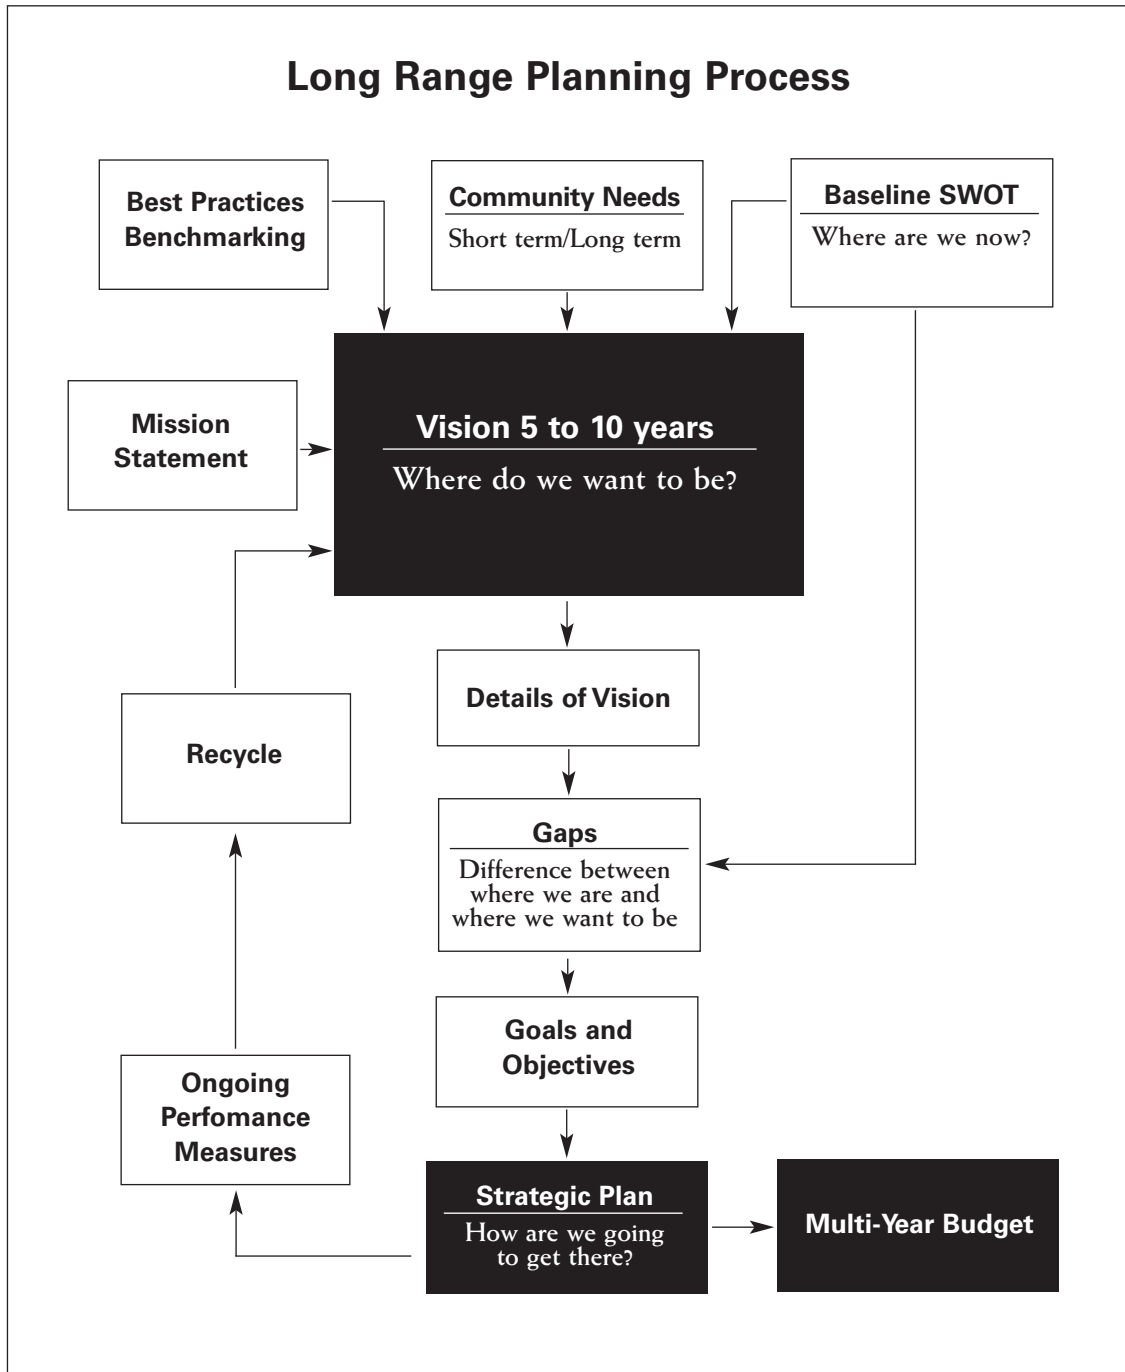 Long Range Planning Process
Best Practices
Benchmarking
Community Needs
Short term/Long term
Baseline SWOT
Where are we now?
Mission
Statement
Vision 5 to 10 years
Where do we want to be?
Details of Vision
Recycle
Gaps
Difference between
where we are and
where we want to be
Goals and
Objectives
Ongoing
Perfomance
Measures
Strategic Plan
How are we going
to get there?
Multi-Year Budget